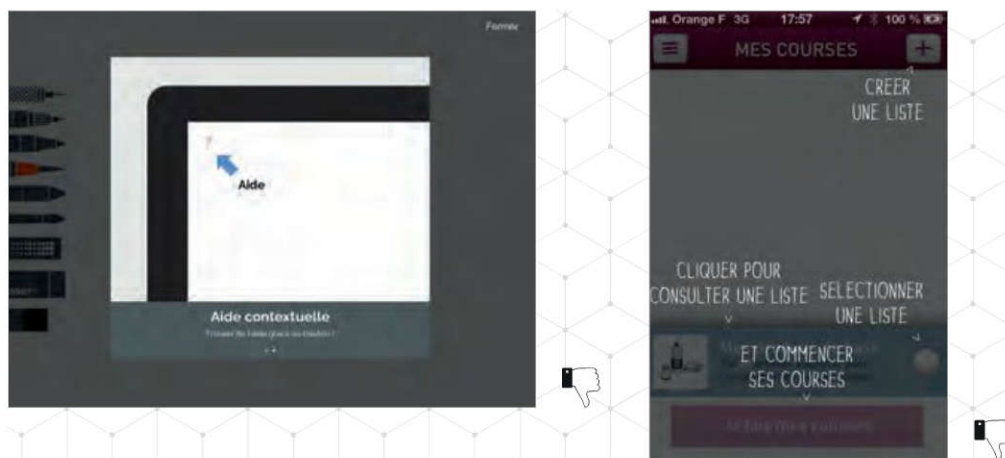 Fermer
?
Aide
Aide contextuelle
Orange F 3G 17:57 100 %
MES COURSES
+
CREER
UNE LISTE
CLIQUER POUR
CONSULTER UNE LISTE
SELECTIONNER
UNE LISTE
ET COMMENCER
SES COURSES